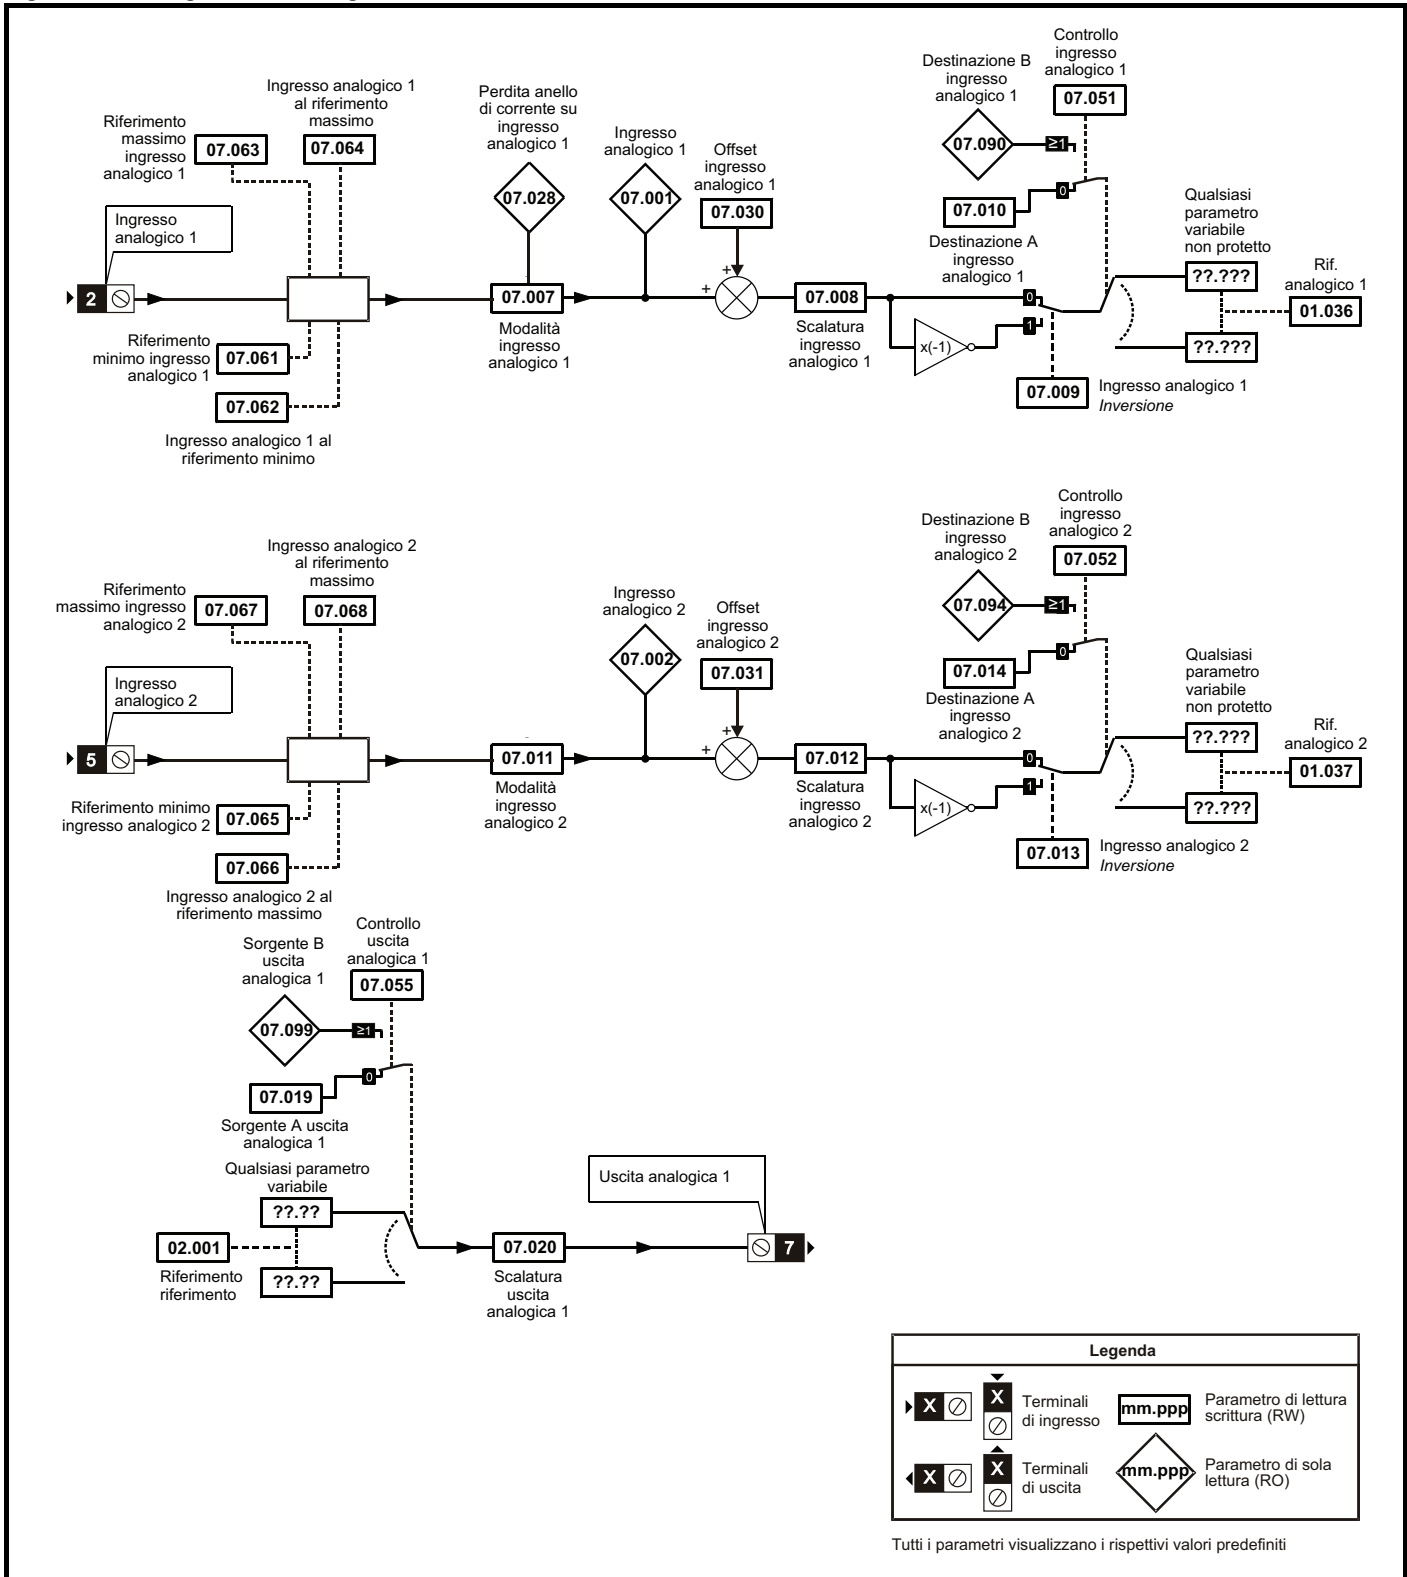 Ingresso analogico 1
al riferimento
massimo
Riferimento
massimo
ingresso
analogico 1
07.063
07.064
Perdita anello
di corrente su
ingresso
analogico 1
07.028
Ingresso
analogico 1
07.001
Offset
ingresso
analogico 1
07.030
Destinazione B
ingresso
analogico 1
07.090
≥1
Controllo
ingresso
analogico 1
07.051
07.010
0
Destinazione A
ingresso
analogico 1
Qualsiasi
parametro
variabile
non protetto
??.???
??.???
Rif.
analogico 1
01.036
Ingresso
analogico 1
2
07.007
Modalità
ingresso
analogico 1
+
+
07.008
Scalatura
ingresso
analogico 1
x(-1)
0
1
07.009
Ingresso analogico 1
Inversione
Riferimento
minimo ingresso
analogico 1
07.061
07.062
Ingresso analogico 1 al
riferimento minimo
Ingresso analogico 2
al riferimento
massimo
Riferimento
massimo ingresso
analogico 2
07.067
07.068
Ingresso
analogico 2
07.002
Offset
ingresso
analogico 2
07.031
Destinazione B
ingresso
analogico 2
07.094
≥1
Controllo
ingresso
analogico 2
07.052
07.014
0
Destinazione A
ingresso
analogico 2
Qualsiasi
parametro
variabile
non protetto
??.???
??.???
Rif.
analogico 2
01.037
Ingresso
analogico 2
5
07.011
Modalità
ingresso
analogico 2
+
+
07.012
Scalatura
ingresso
analogico 2
x(-1)
0
1
07.013
Ingresso analogico 2
Inversione
Riferimento minimo
ingresso analogico 2
07.065
07.066
Ingresso analogico 2 al
riferimento massimo
Sorgente B
uscita
analogica 1
07.099
≥1
Controllo
uscita
analogica 1
07.055
07.019
0
Sorgente A uscita
analogica 1
Qualsiasi parametro
variabile
??.??
??.??
02.001
Riferimento
riferimento
07.020
Scalatura
uscita
analogica 1
Uscita analogica 1
7
Legenda
X
X
Terminali
di ingresso
mm.ppp
Parametro di lettura
scrittura (RW)
X
X
Terminali
di uscita
mm.ppp
Parametro di sola
lettura (RO)
Tutti i parametri visualizzano i rispettivi valori predefiniti